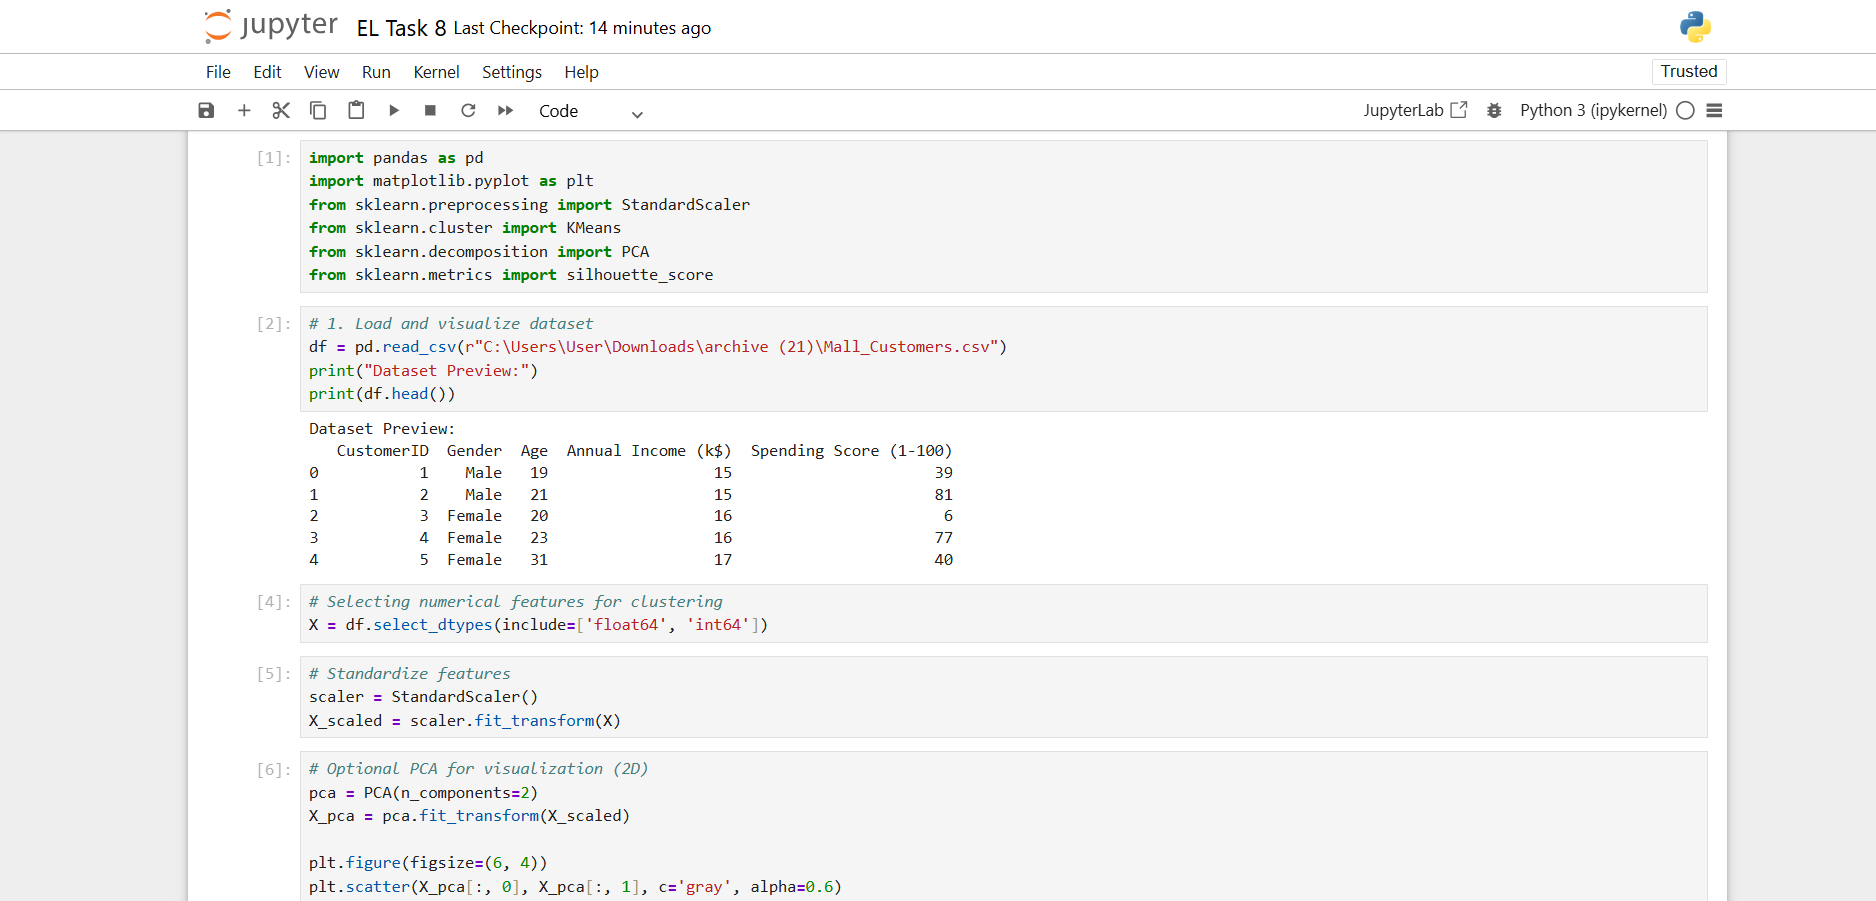 jupyter EL Task 8 Last Checkpoint: 14 minutes ago
File Edit View Run Kernel Settings Help Trusted
Code JupyterLab Python 3 (ipykernel)
[1]: import pandas as pd
import matplotlib.pyplot as plt
from sklearn.preprocessing import StandardScaler
from sklearn.cluster import KMeans
from sklearn.decomposition import PCA
from sklearn.metrics import silhouette_score
[2]: # 1. Load and visualize dataset
df = pd.read_csv(r"C:\Users\User\Downloads\archive (21)\Mall_Customers.csv")
print("Dataset Preview:")
print(df.head())
Dataset Preview:
CustomerID Gender Age Annual Income (k$) Spending Score (1-100)
0 1 Male 19 15 39
1 2 Male 21 15 81
2 3 Female 20 16 6
3 4 Female 23 16 77
4 5 Female 31 17 40
[4]: # Selecting numerical features for clustering
X = df.select_dtypes(include=['float64', 'int64'])
[5]: # Standardize features
scaler = StandardScaler()
X_scaled = scaler.fit_transform(X)
[6]: # Optional PCA for visualization (2D)
pca = PCA(n_components=2)
X_pca = pca.fit_transform(X_scaled)
plt.figure(figsize=(6, 4))
plt.scatter(X_pca[:, 0], X_pca[:, 1], c='gray', alpha=0.6)